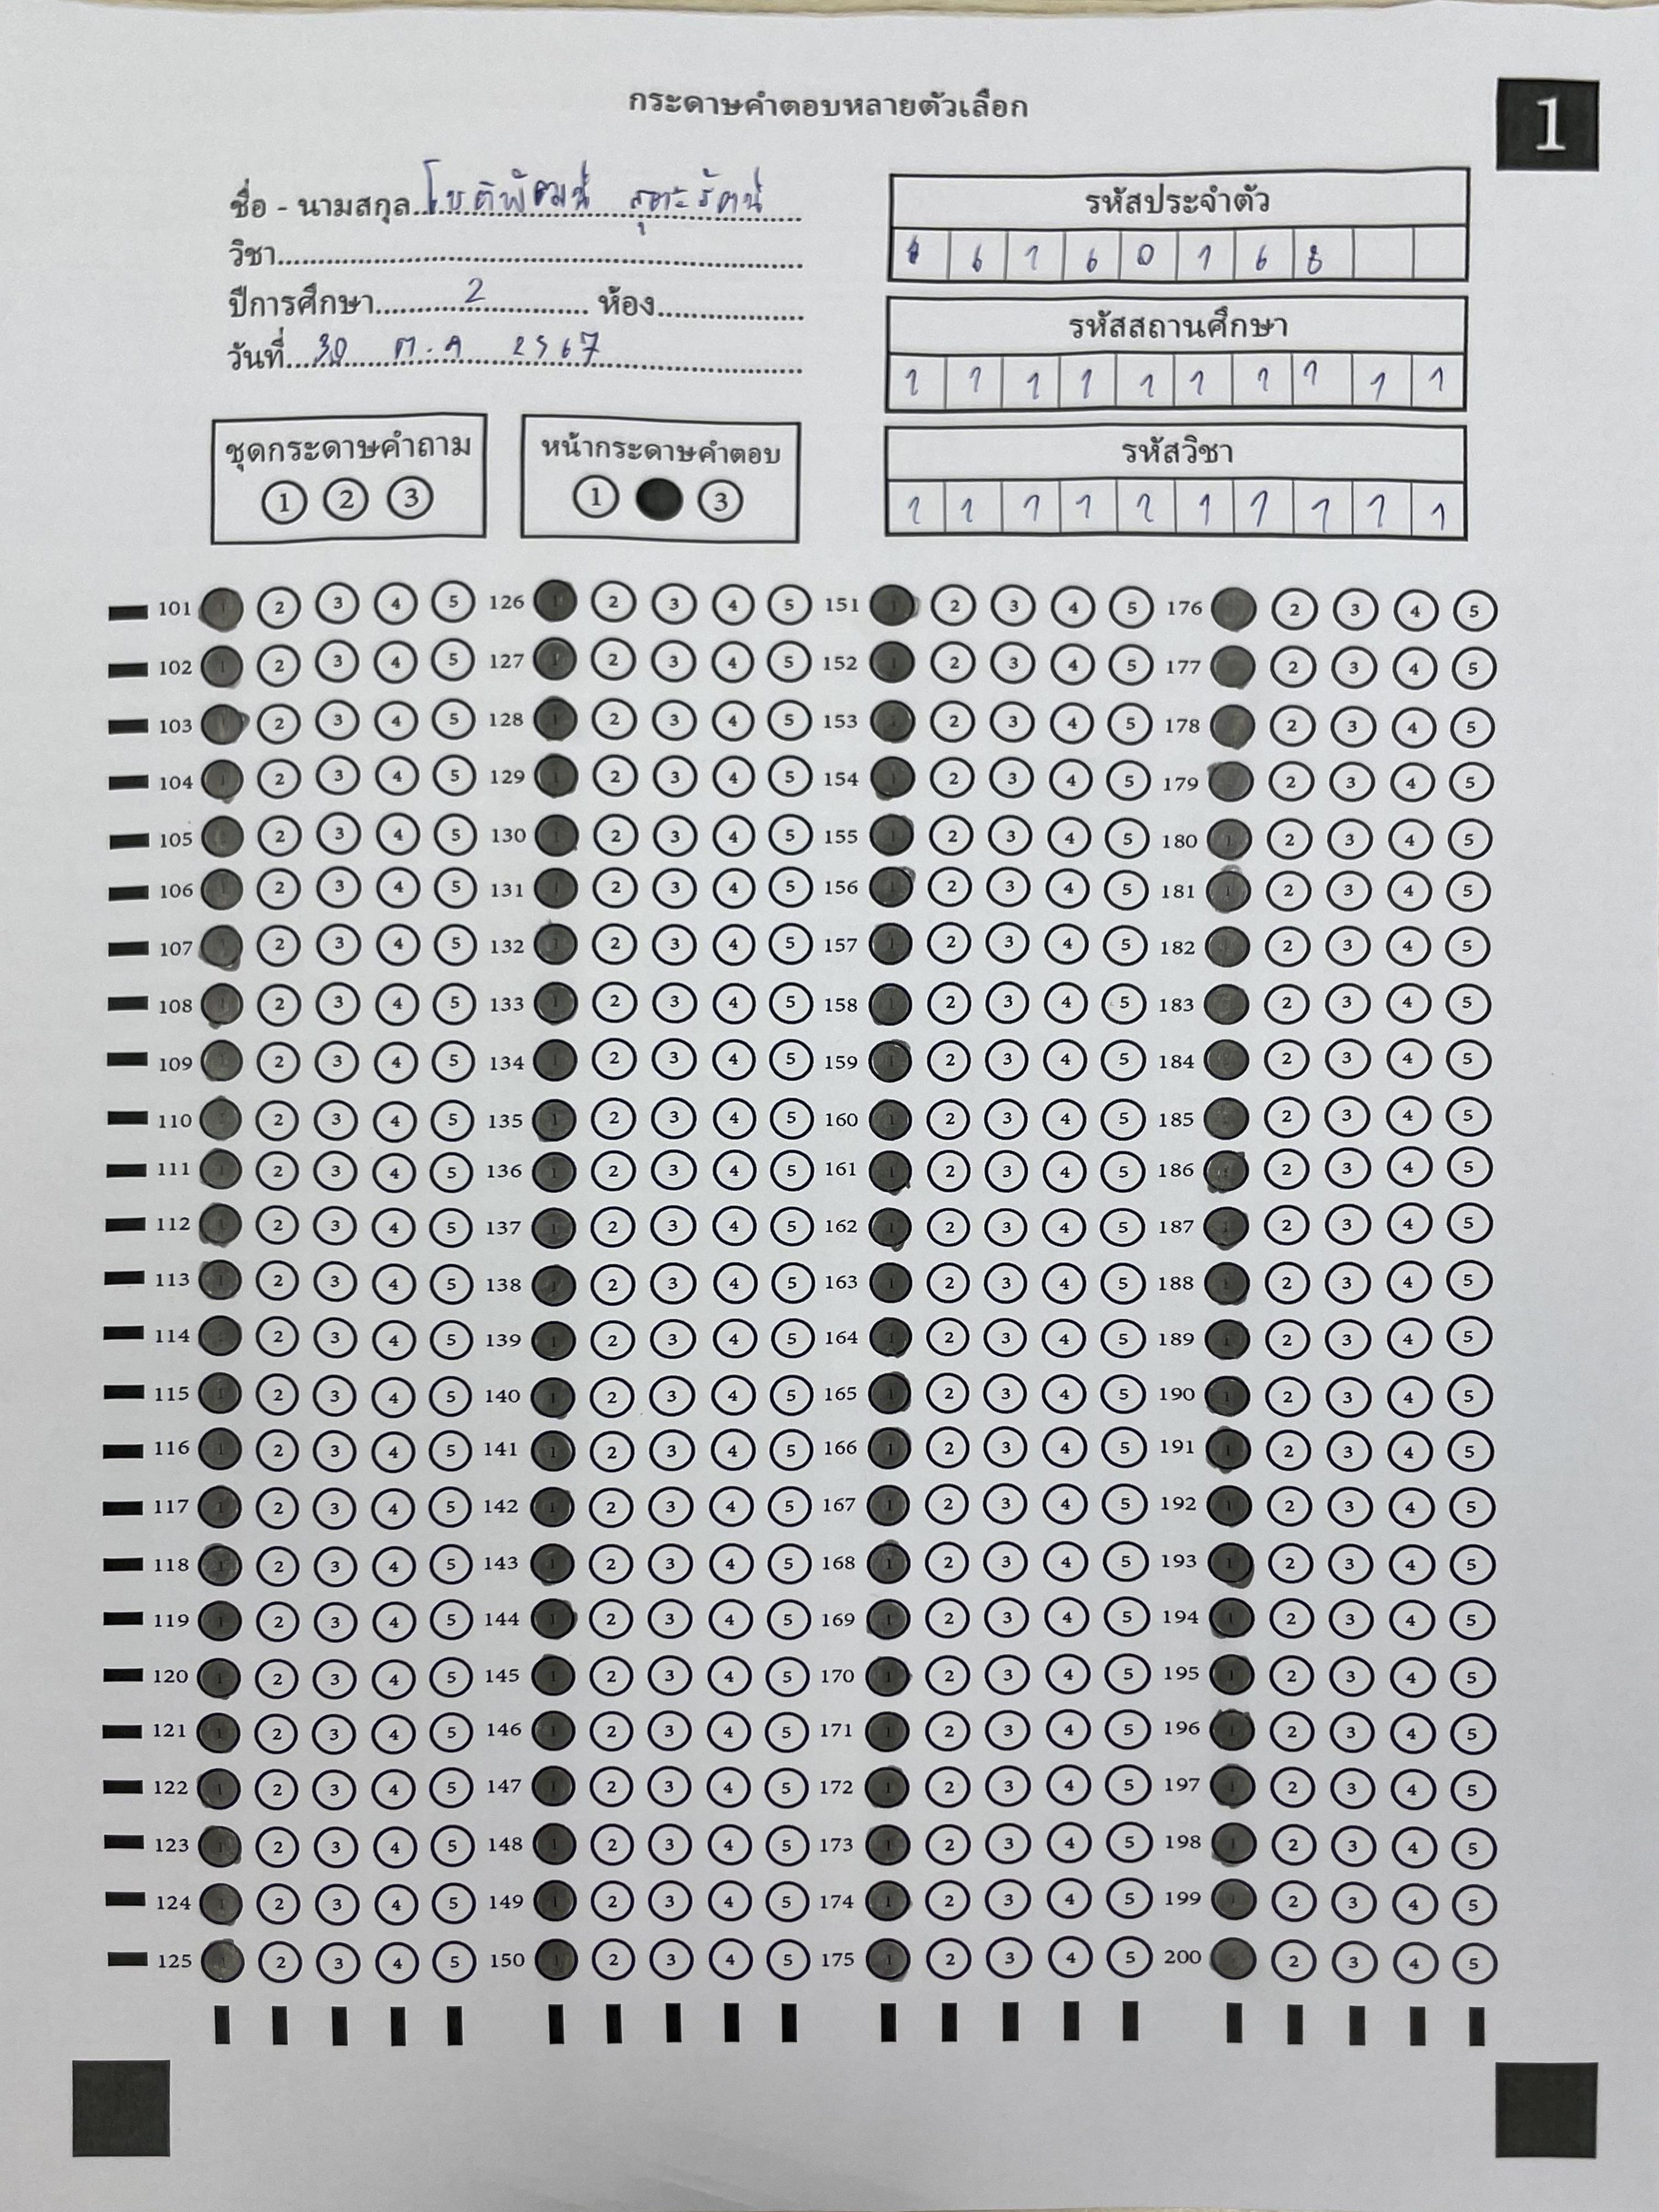 กระดาษคำตอบหลายตัวเลือก
1
ชื่อ - นามสกุล โชติพัฒน์ สุตะรัตน์
วิชา
ปีการศึกษา 2 ห้อง
วันที่ 30 ต.ค 2567
รหัสประจำตัว
6 1 6 0 1 6 8
รหัสสถานศึกษา
1 1 1 1 1 1 1 1 1 1
รหัสวิชา
1 1 1 1 1 1 1 1 1 1
ชุดกระดาษคำถาม
1 2 3
หน้ากระดาษคำตอบ
1 3
101 1 2 3 4 5 126 1 2 3 4 5 151 1 2 3 4 5 176 2 3 4 5
102 1 2 3 4 5 127 1 2 3 4 5 152 1 2 3 4 5 177 2 3 4 5
103 1 2 3 4 5 128 1 2 3 4 5 153 1 2 3 4 5 178 2 3 4 5
104 1 2 3 4 5 129 1 2 3 4 5 154 1 2 3 4 5 179 2 3 4 5
105 1 2 3 4 5 130 1 2 3 4 5 155 1 2 3 4 5 180 1 2 3 4 5
106 1 2 3 4 5 131 1 2 3 4 5 156 1 2 3 4 5 181 1 2 3 4 5
107 1 2 3 4 5 132 1 2 3 4 5 157 1 2 3 4 5 182 2 3 4 5
108 1 2 3 4 5 133 1 2 3 4 5 158 1 2 3 4 5 183 2 3 4 5
109 1 2 3 4 5 134 1 2 3 4 5 159 1 2 3 4 5 184 2 3 4 5
110 2 3 4 5 135 1 2 3 4 5 160 1 2 3 4 5 185 2 3 4 5
111 1 2 3 4 5 136 1 2 3 4 5 161 1 2 3 4 5 186 1 2 3 4 5
112 1 2 3 4 5 137 1 2 3 4 5 162 1 2 3 4 5 187 1 2 3 4 5
113 1 2 3 4 5 138 1 2 3 4 5 163 1 2 3 4 5 188 1 2 3 4 5
114 2 3 4 5 139 1 2 3 4 5 164 1 2 3 4 5 189 1 2 3 4 5
115 1 2 3 4 5 140 1 2 3 4 5 165 1 2 3 4 5 190 1 2 3 4 5
116 1 2 3 4 5 141 1 2 3 4 5 166 1 2 3 4 5 191 1 2 3 4 5
117 1 2 3 4 5 142 1 2 3 4 5 167 1 2 3 4 5 192 1 2 3 4 5
118 1 2 3 4 5 143 1 2 3 4 5 168 1 2 3 4 5 193 1 2 3 4 5
119 1 2 3 4 5 144 1 2 3 4 5 169 1 2 3 4 5 194 1 2 3 4 5
120 1 2 3 4 5 145 1 2 3 4 5 170 1 2 3 4 5 195 1 2 3 4 5
121 1 2 3 4 5 146 1 2 3 4 5 171 1 2 3 4 5 196 1 2 3 4 5
122 1 2 3 4 5 147 1 2 3 4 5 172 1 2 3 4 5 197 1 2 3 4 5
123 1 2 3 4 5 148 1 2 3 4 5 173 1 2 3 4 5 198 1 2 3 4 5
124 1 2 3 4 5 149 1 2 3 4 5 174 1 2 3 4 5 199 2 3 4 5
125 1 2 3 4 5 150 1 2 3 4 5 175 1 2 3 4 5 200 2 3 4 5